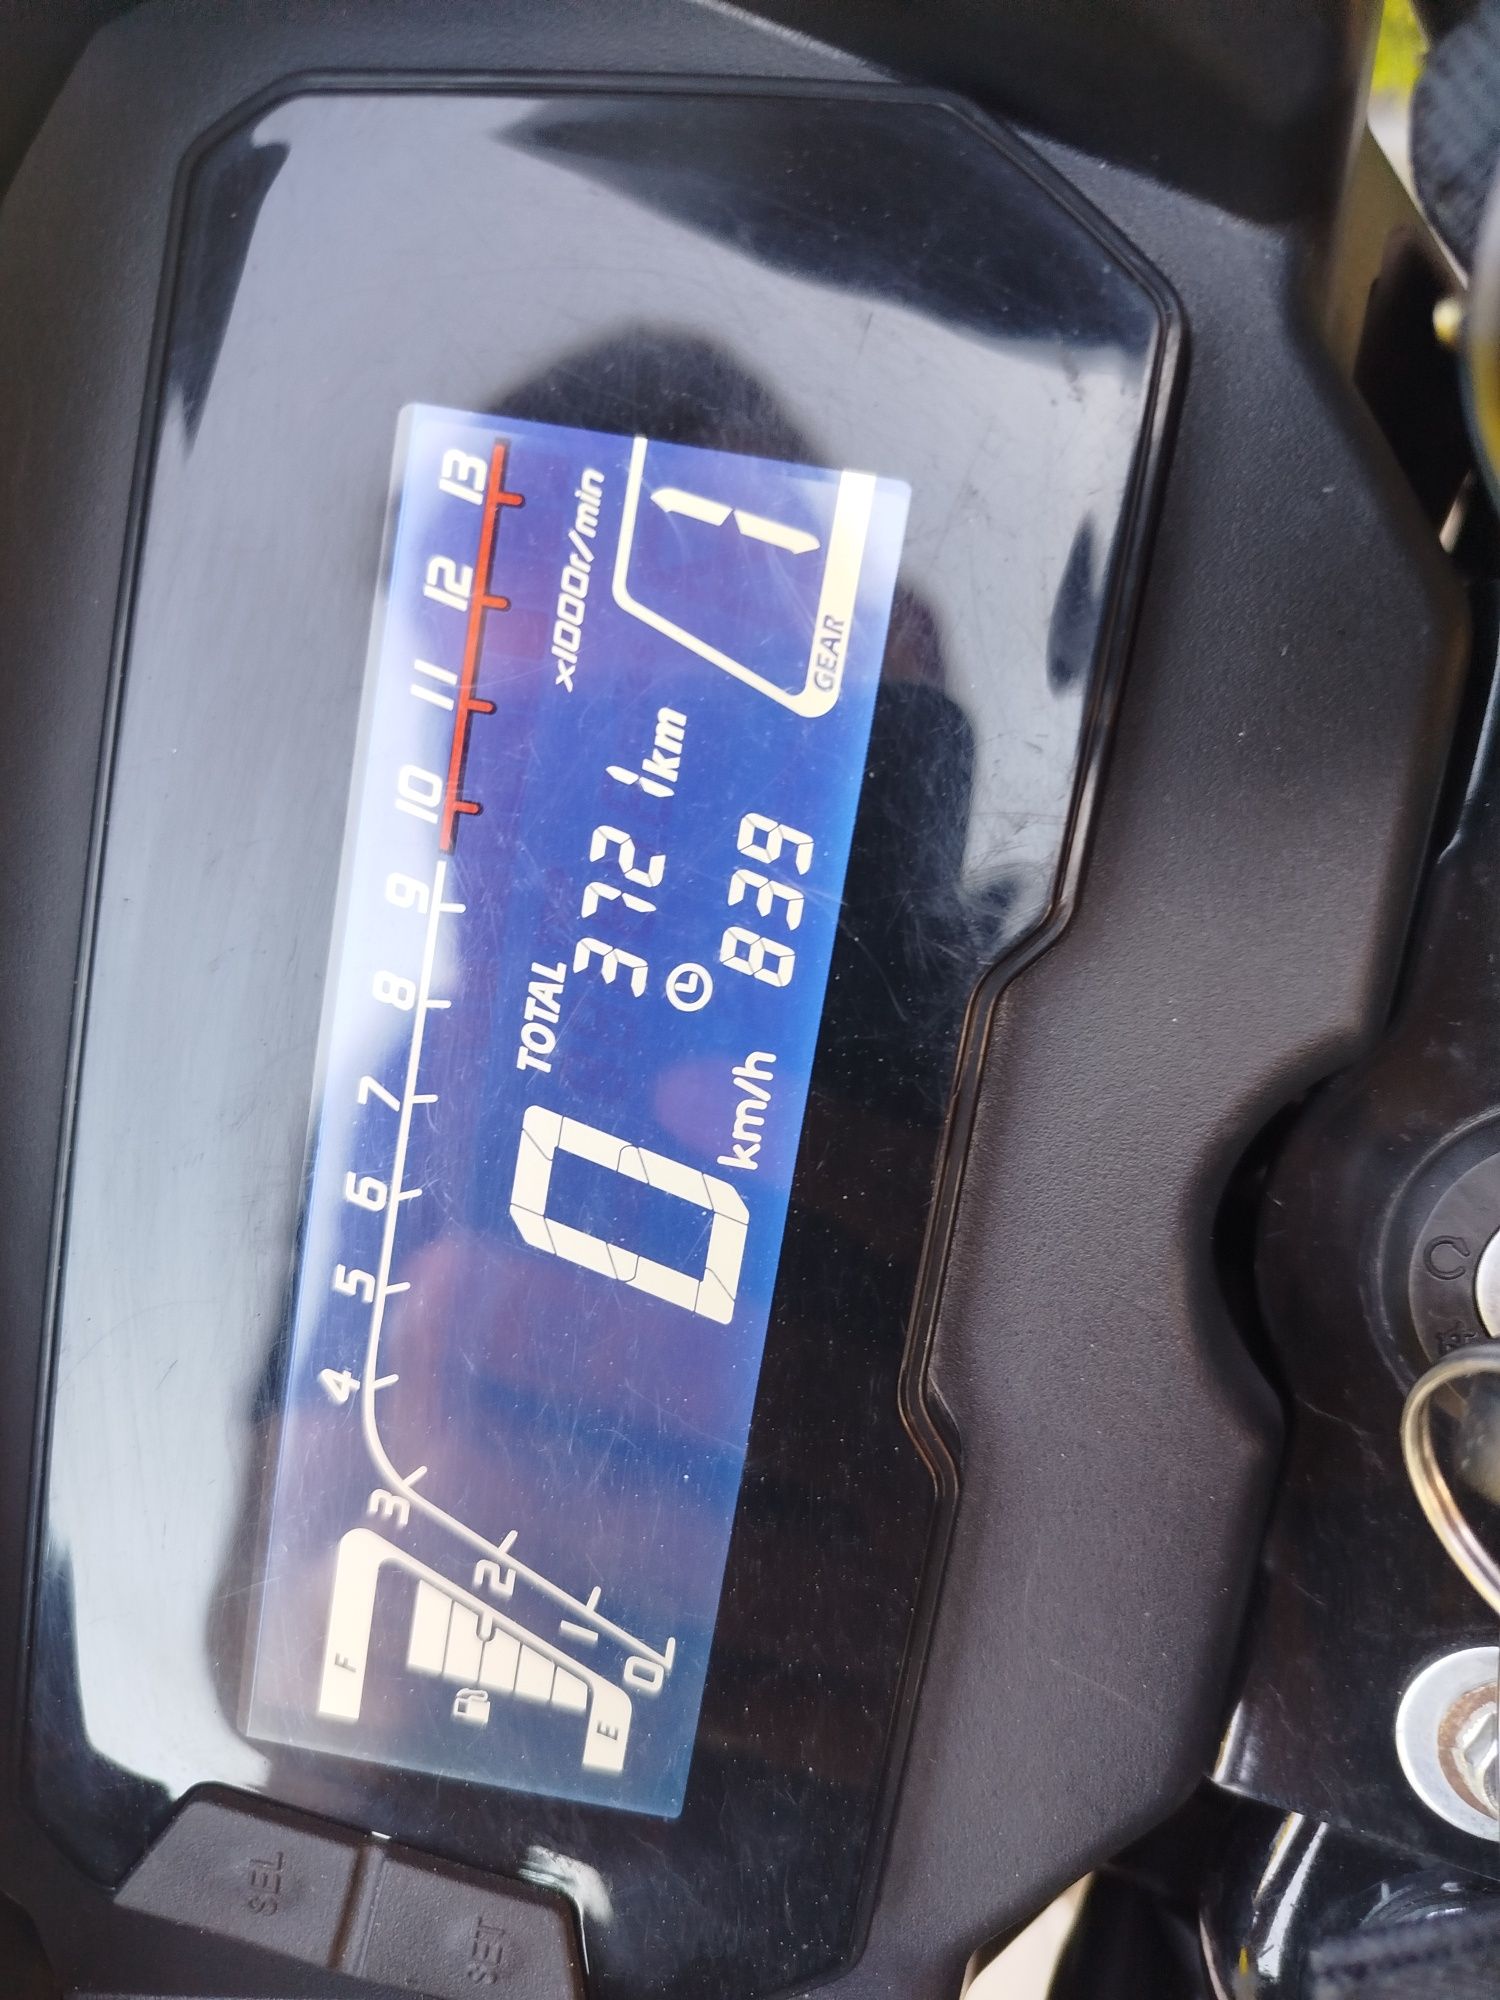 4 5 6 7 8 9 10 11 12 13
3
2
1
0
F
E
x1000r/min
TOTAL
3721 km
0 km/h
839
1
GEAR
SEL
SET